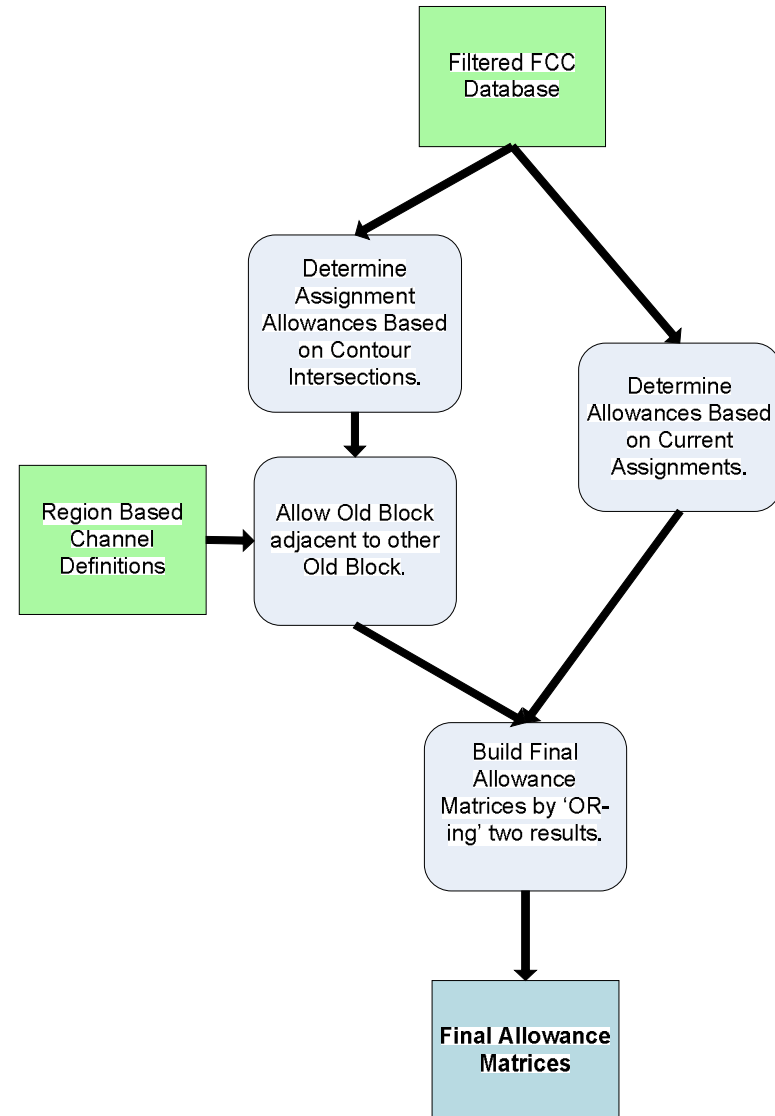 Filtered FCC
Database
Determine
Assignment
Allowances Based
on Contour
Intersections.
Determine
Allowances Based
on Current
Assignments.
Region Based
Channel
Definitions
Allow Old Block
adjacent to other
Old Block.
Build Final
Allowance
Matrices by ‘OR-
ing’ two results.
Final Allowance
Matrices